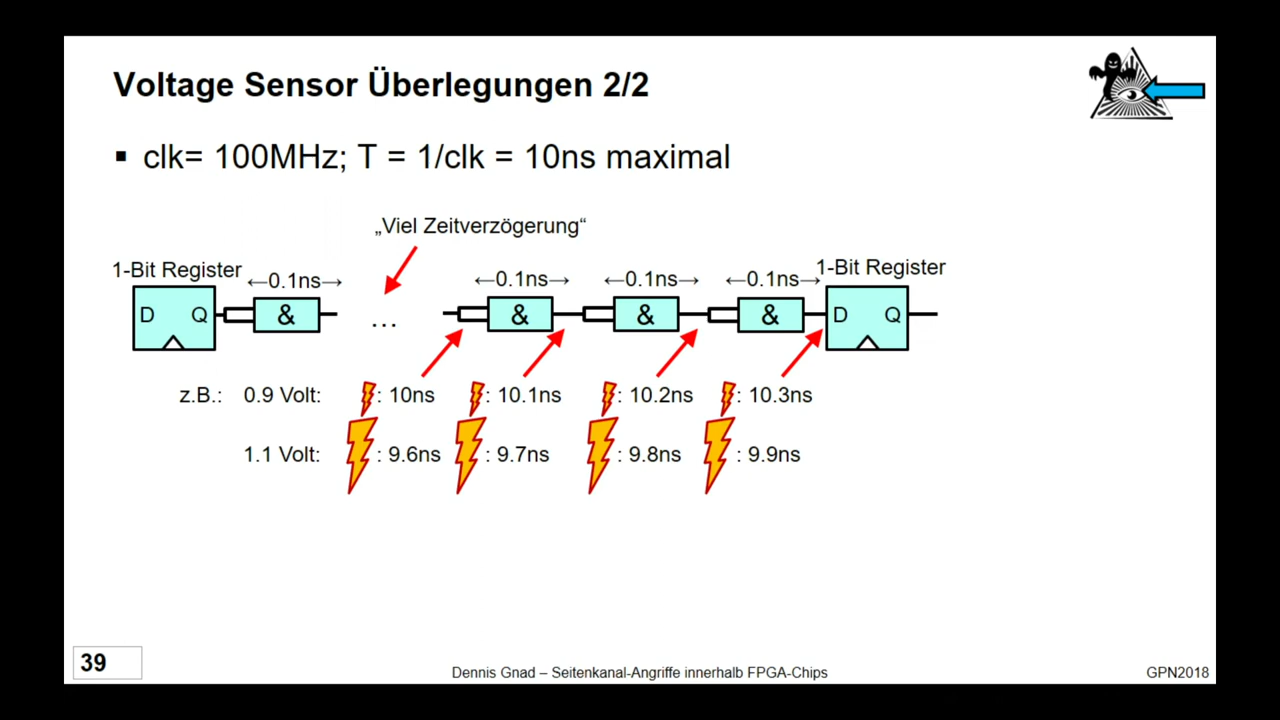 Voltage Sensor Überlegungen 2/2
▪ clk= 100MHz; T = 1/clk = 10ns maximal
„Viel Zeitverzögerung“
1-Bit Register ←0.1ns→ ←0.1ns→ ←0.1ns→ ←0.1ns→ 1-Bit Register
D Q & … & & & D Q
z.B.: 0.9 Volt: : 10ns : 10.1ns : 10.2ns : 10.3ns
1.1 Volt: : 9.6ns : 9.7ns : 9.8ns : 9.9ns
39
Dennis Gnad – Seitenkanal-Angriffe innerhalb FPGA-Chips
GPN2018